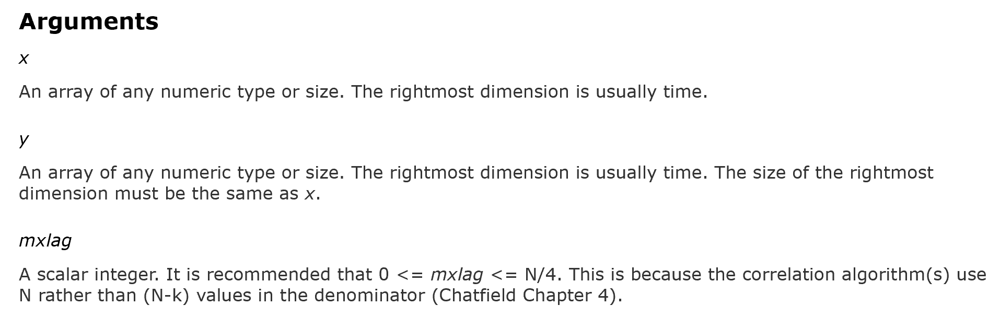 Arguments
x
An array of any numeric type or size. The rightmost dimension is usually time.
y
An array of any numeric type or size. The rightmost dimension is usually time. The size of the rightmost
dimension must be the same as x.
mxlag
A scalar integer. It is recommended that 0 <= mxlag <= N/4. This is because the correlation algorithm(s) use
N rather than (N-k) values in the denominator (Chatfield Chapter 4).